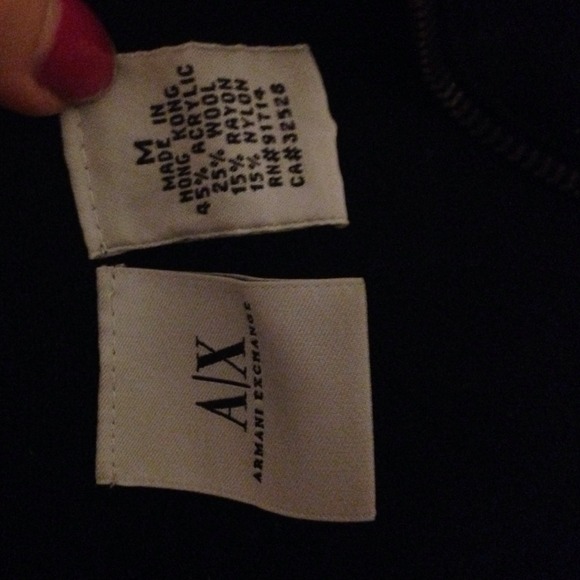 M
MADE IN
HONG KONG
45% ACRYLIC
25% WOOL
15% RAYON
15% NYLON
RN#91714
CA#32528
A/X
ARMANI EXCHANGE